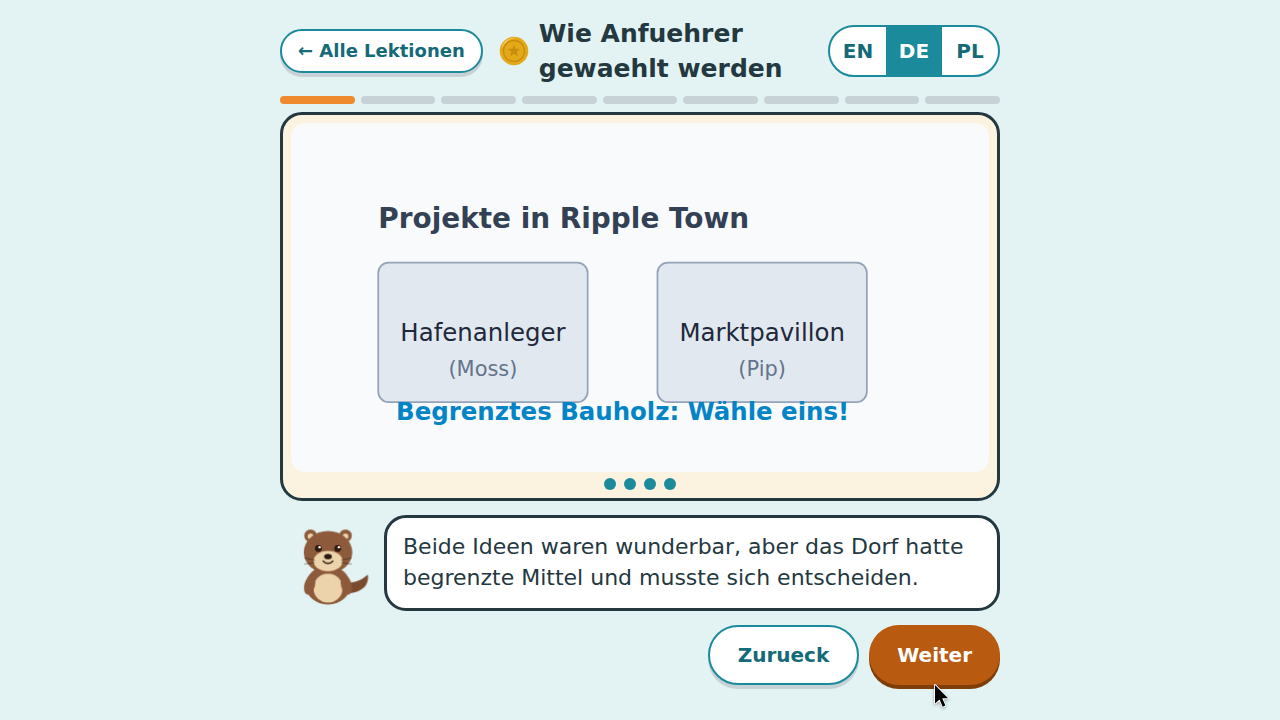 ← Alle Lektionen
Wie Anfuehrer
gewaehlt werden
EN DE PL
Projekte in Ripple Town
Hafenanleger
(Moss)
Marktpavillon
(Pip)
Begrenztes Bauholz: Wähle eins!
Beide Ideen waren wunderbar, aber das Dorf hatte
begrenzte Mittel und musste sich entscheiden.
Zurueck
Weiter